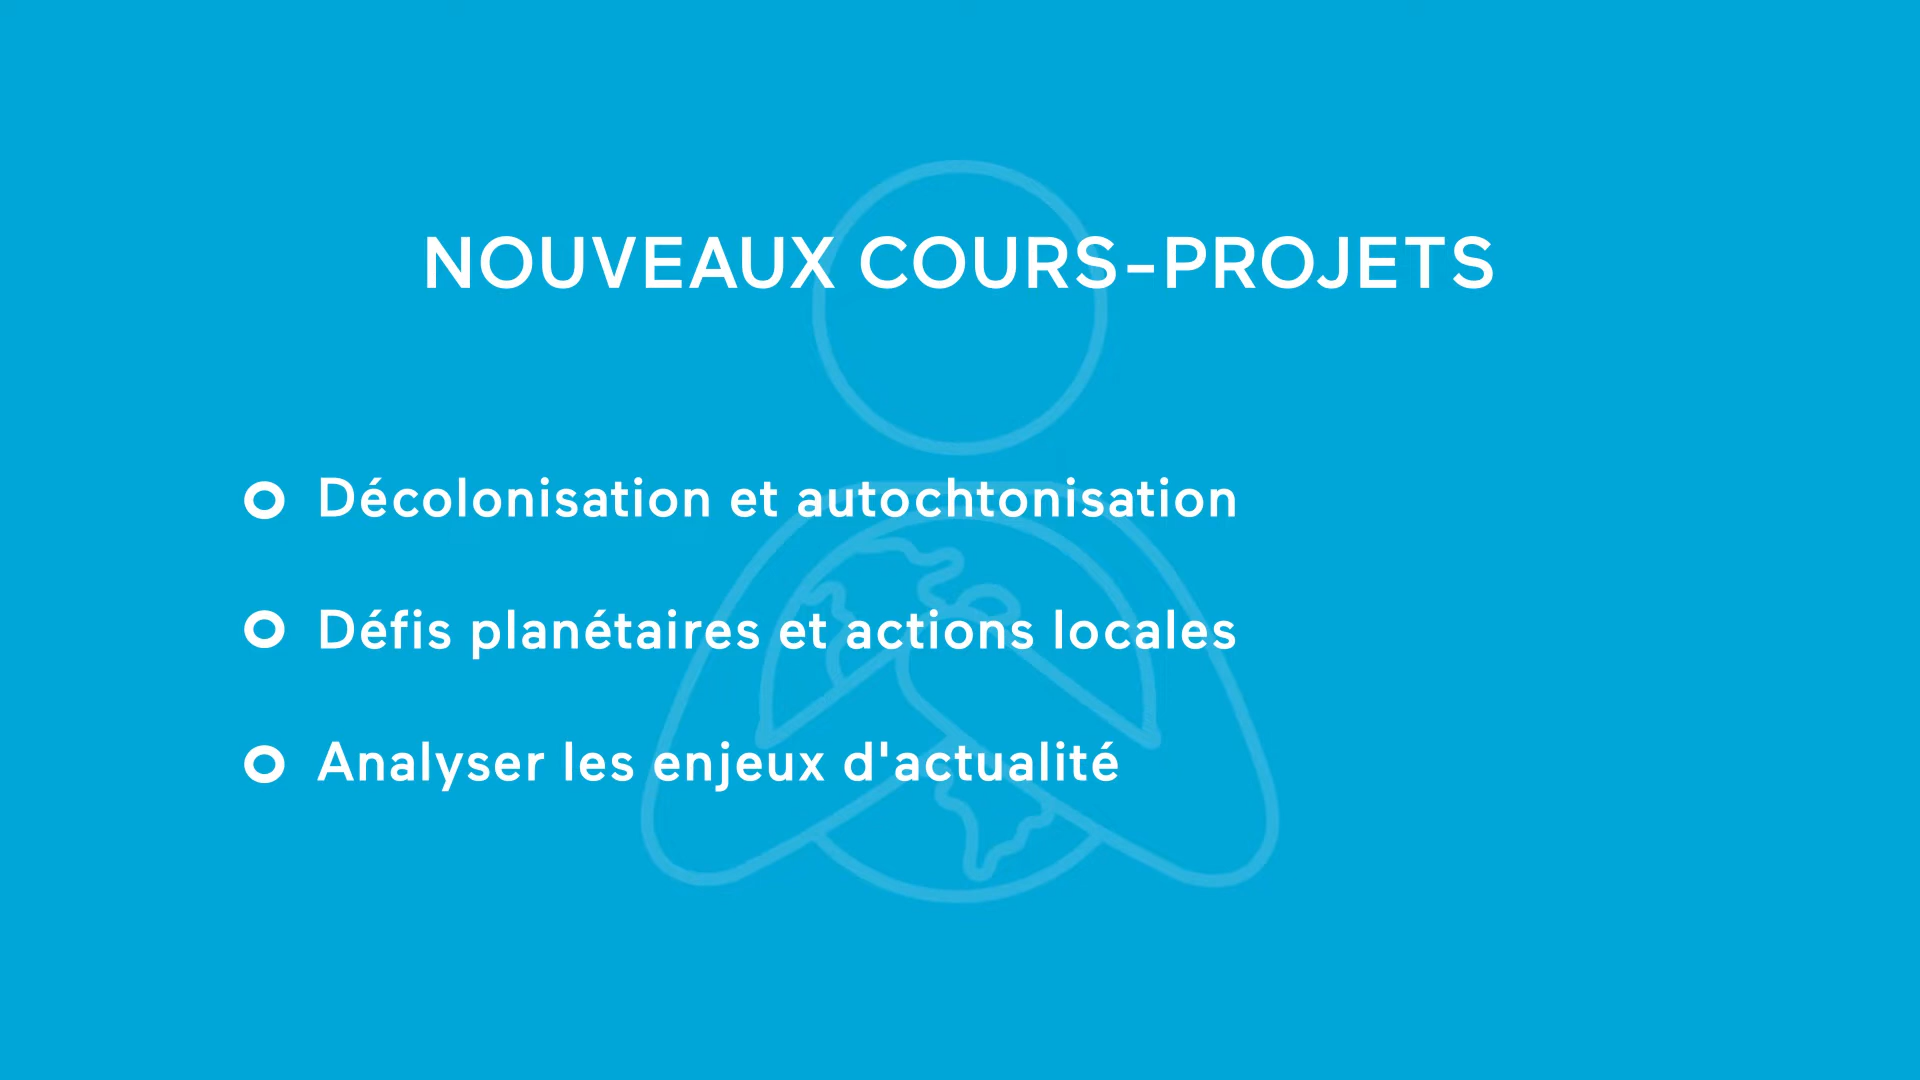 NOUVEAUX COURS-PROJETS
Décolonisation et autochtonisation
Défis planétaires et actions locales
Analyser les enjeux d'actualité